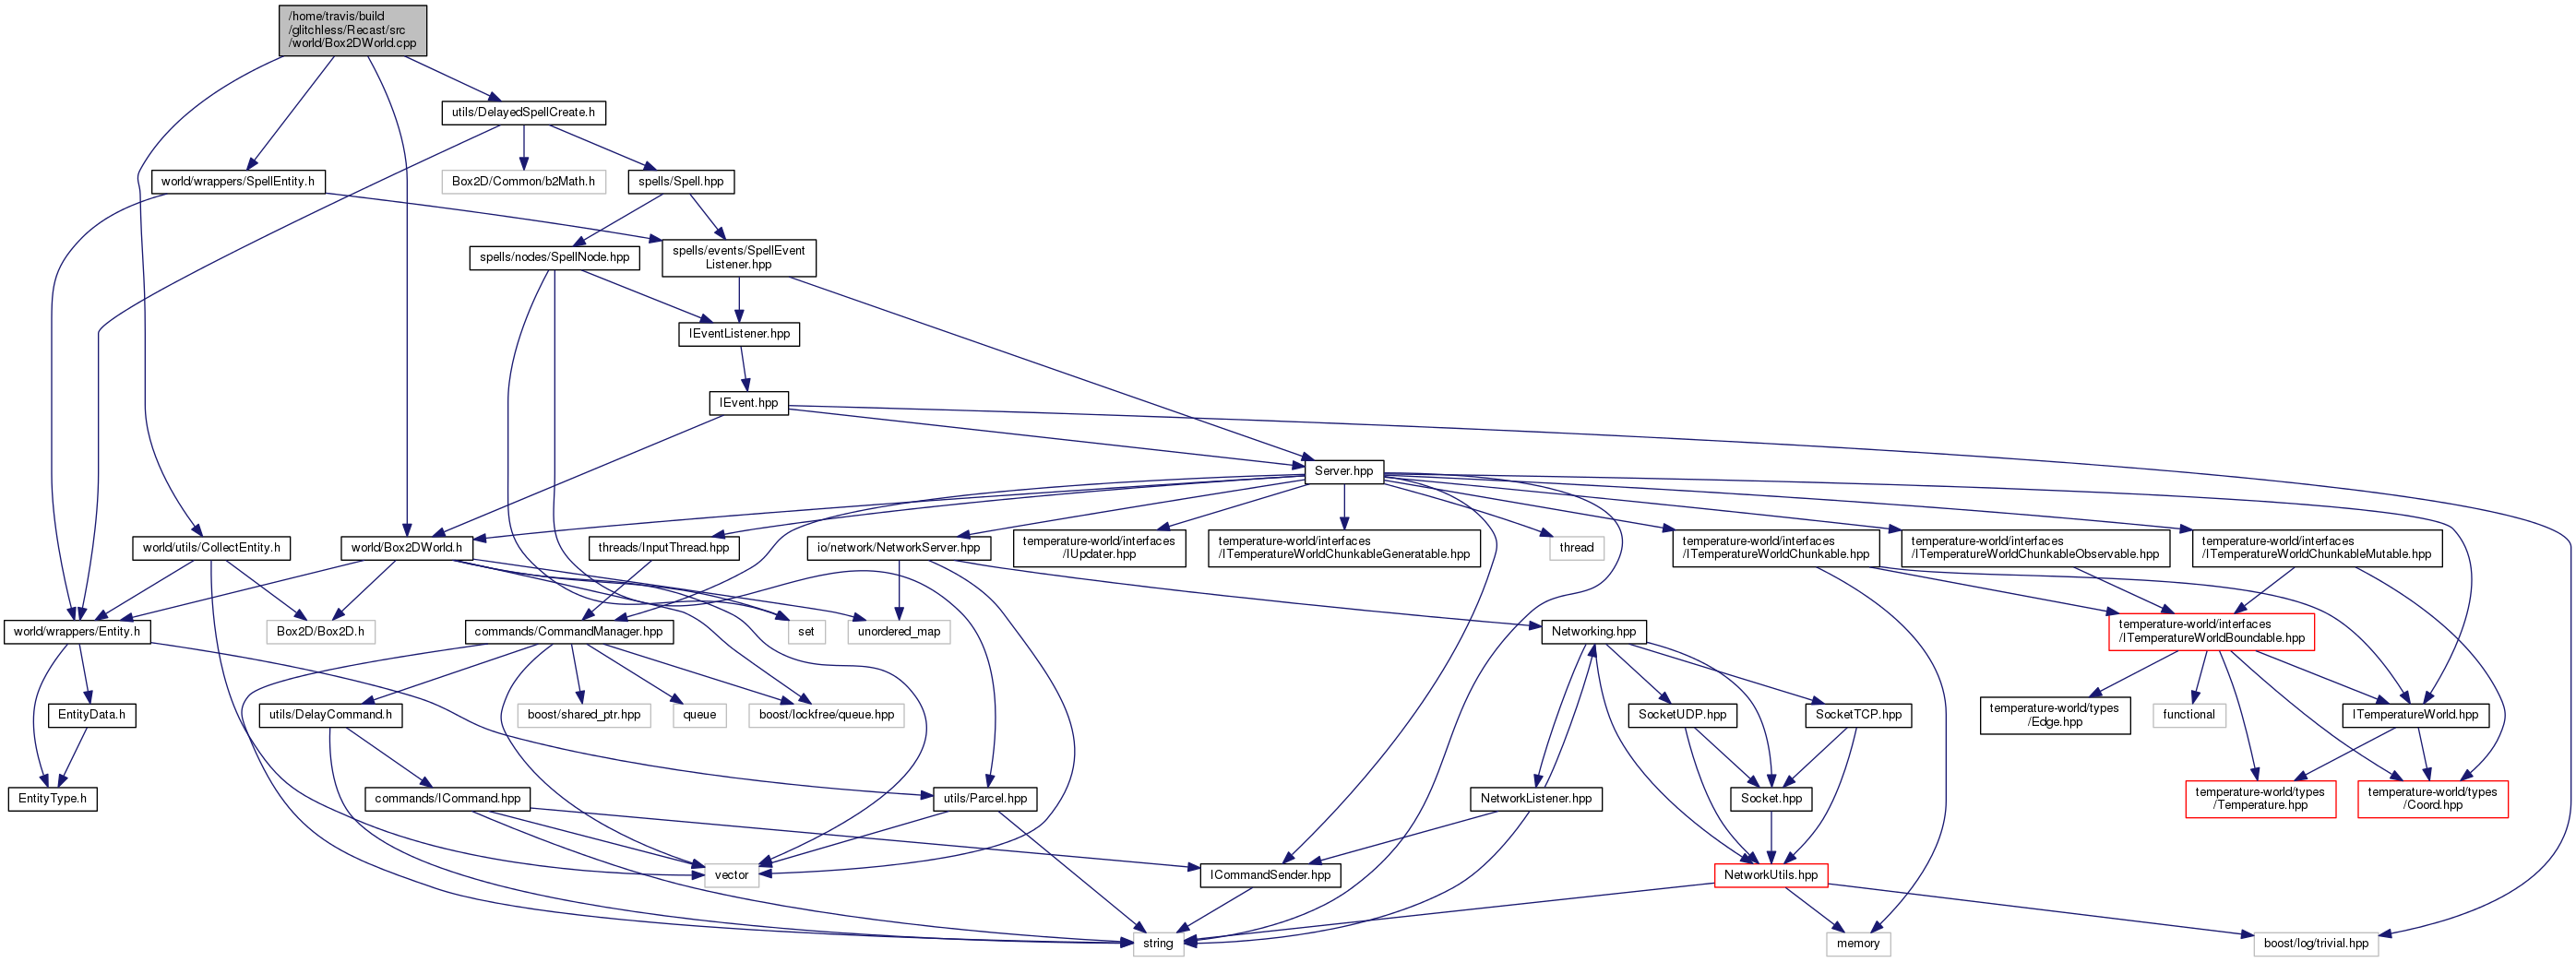 /home/travis/build
/glitchless/Recast/src
/world/Box2DWorld.cpp
utils/DelayedSpellCreate.h
world/wrappers/SpellEntity.h
Box2D/Common/b2Math.h
spells/Spell.hpp
spells/nodes/SpellNode.hpp
spells/events/SpellEvent
Listener.hpp
IEventListener.hpp
IEvent.hpp
Server.hpp
world/utils/CollectEntity.h
world/Box2DWorld.h
threads/InputThread.hpp
io/network/NetworkServer.hpp
temperature-world/interfaces
/IUpdater.hpp
temperature-world/interfaces
/ITemperatureWorldChunkableGeneratable.hpp
thread
temperature-world/interfaces
/ITemperatureWorldChunkable.hpp
temperature-world/interfaces
/ITemperatureWorldChunkableObservable.hpp
temperature-world/interfaces
/ITemperatureWorldChunkableMutable.hpp
world/wrappers/Entity.h
Box2D/Box2D.h
commands/CommandManager.hpp
set
unordered_map
Networking.hpp
temperature-world/interfaces
/ITemperatureWorldBoundable.hpp
EntityData.h
utils/DelayCommand.h
boost/shared_ptr.hpp
queue
boost/lockfree/queue.hpp
SocketUDP.hpp
SocketTCP.hpp
temperature-world/types
/Edge.hpp
functional
ITemperatureWorld.hpp
EntityType.h
commands/ICommand.hpp
utils/Parcel.hpp
NetworkListener.hpp
Socket.hpp
temperature-world/types
/Temperature.hpp
temperature-world/types
/Coord.hpp
vector
ICommandSender.hpp
NetworkUtils.hpp
string
memory
boost/log/trivial.hpp